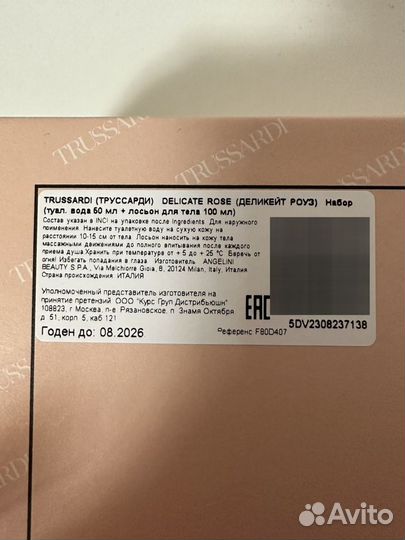 TRUSSARDI
TRUSSARDI
TRUSSARDI
TRUSSARDI (ТРУССАРДИ) DELICATE ROSE (ДЕЛИКЕЙТ РОУЗ) Набор
(туал. вода 50 мл + лосьон для тела 100 мл)
Состав указан в INCI на упаковке после Ingredients. Для наружного
применения. Нанесите туалетную воду на сухую кожу на
расстоянии 10-15 см от тела. Лосьон наносить на кожу тела
массажными движениями до полного впитывания после каждого
приема душа Хранить при температуре от + 5 до + 25 °C. Беречь от
огня! Избегать попадания в глаза. Изготовитель: ANGELINI
BEAUTY S.P.A., Via Melchiorre Gioia, 8, 20124 Milan, Italy, Италия
Страна происхождения: ИТАЛИЯ
Уполномоченный представитель изготовителя на
принятие претензий: ООО "Курс Груп Дистрибьюшн"
108823, г Москва, п-е Рязановское, п. Знамя Октября
д. 51, корп 5, каб 121
Годен до: 08.2026
EAC
5DV2308237138
Референс F80D407
TRUSSARDI
Avito